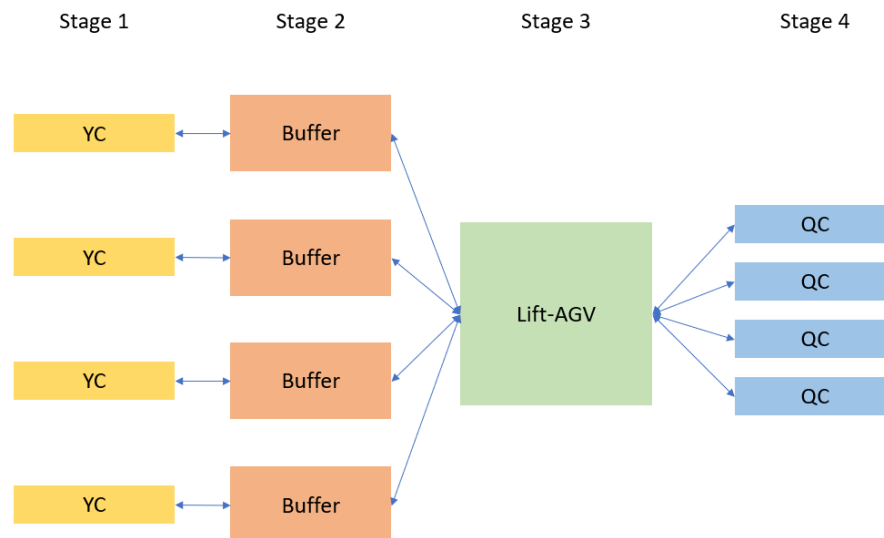 Stage 1
Stage 2
Stage 3
Stage 4
YC
Buffer
YC
Buffer
YC
Buffer
YC
Buffer
Lift-AGV
QC
QC
QC
QC